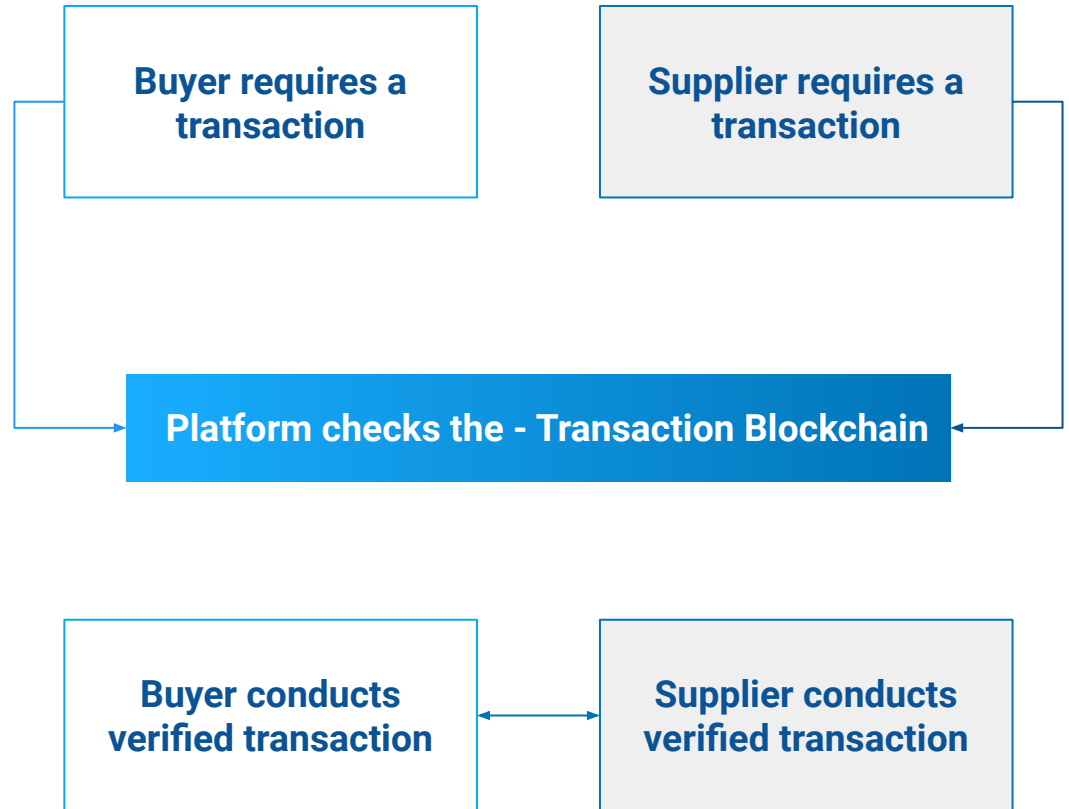 Buyer requires a
transaction
Supplier requires a
transaction
Platform checks the - Transaction Blockchain
Buyer conducts
verified transaction
Supplier conducts
verified transaction